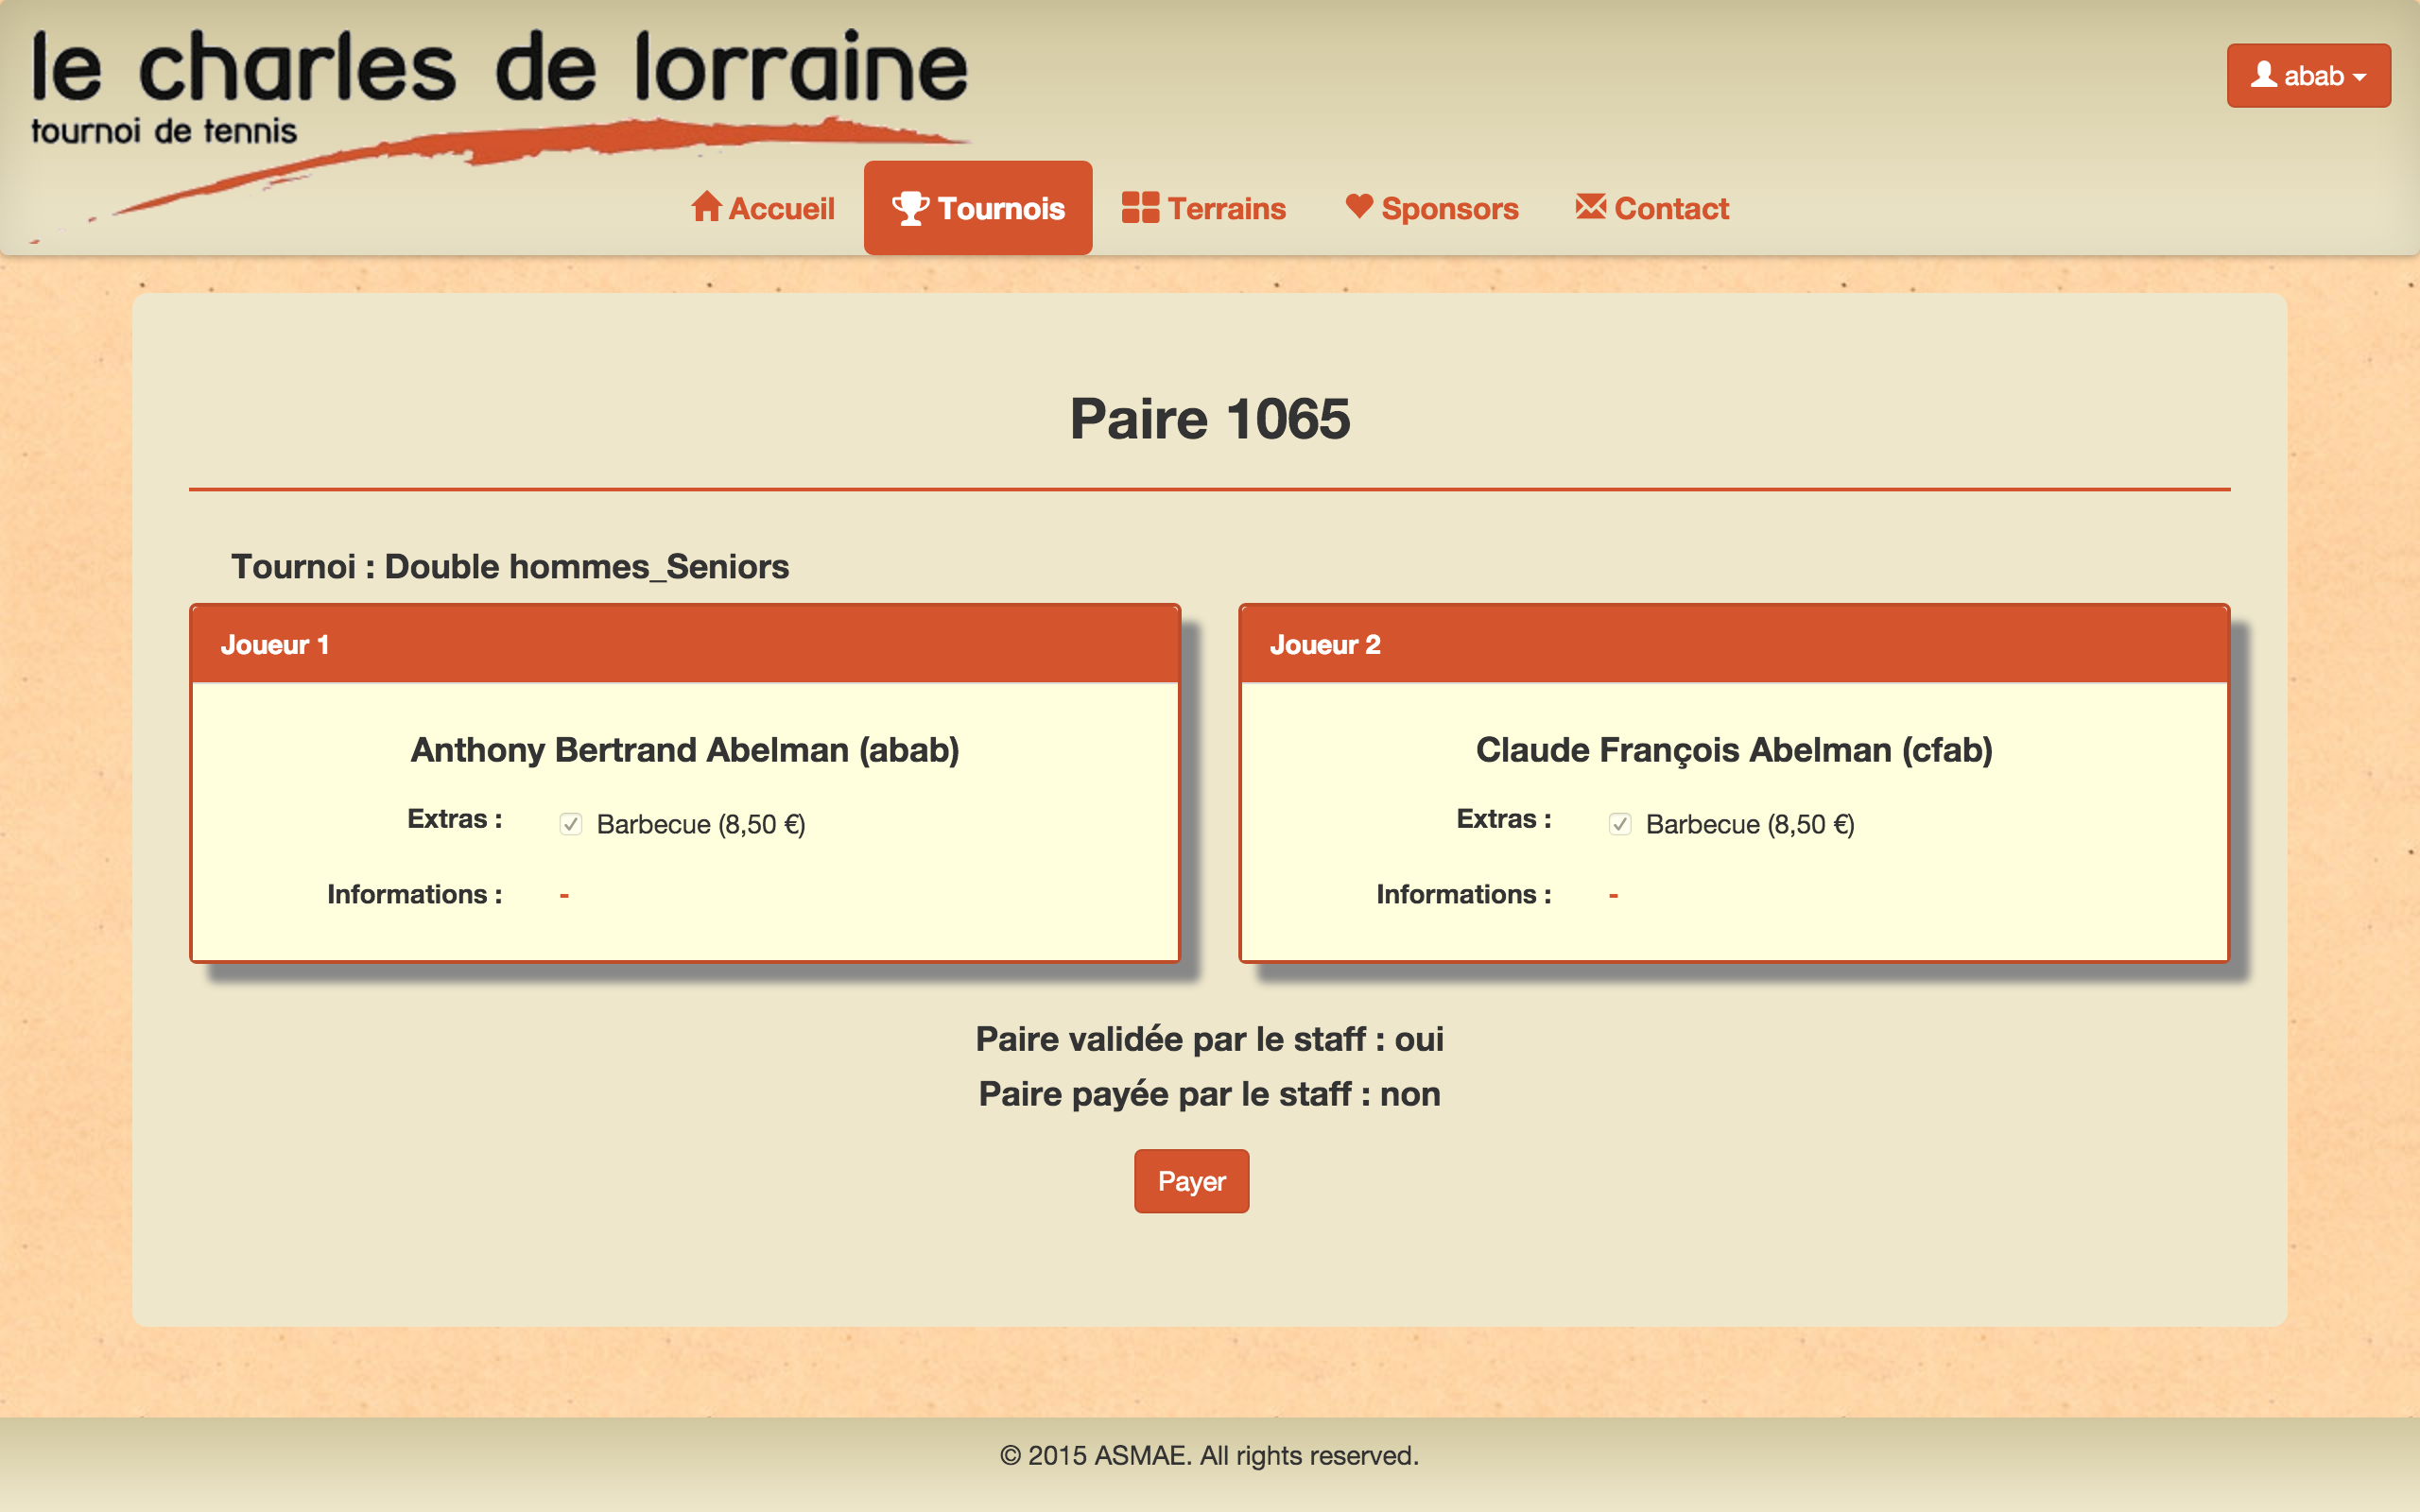 le charles de lorraine
tournoi de tennis
abab
Accueil Tournois Terrains Sponsors Contact
Paire 1065
Tournoi : Double hommes_Seniors
Joueur 1
Anthony Bertrand Abelman (abab)
Extras : Barbecue (8,50 €)
Informations : -
Joueur 2
Claude François Abelman (cfab)
Extras : Barbecue (8,50 €)
Informations : -
Paire validée par le staff : oui
Paire payée par le staff : non
Payer
© 2015 ASMAE. All rights reserved.